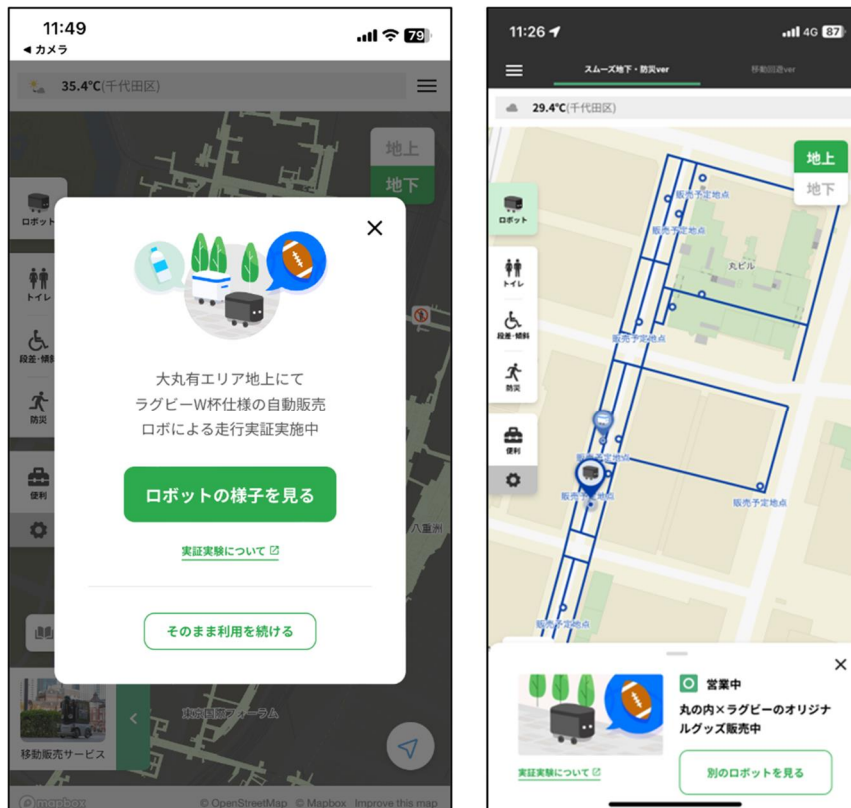 11:49
79
◀ カメラ
35.4℃(千代田区)
地上
地下
ロボット
トイレ
段差・傾斜
防災
便利
大丸有エリア地上にて
ラグビーW杯仕様の自動販売
ロボによる走行実証実施中
ロボットの様子を見る
実証実験について
そのまま利用を続ける
八重洲
東京国際フォーラム
移動販売サービス
mapbox
© OpenStreetMap © Mapbox Improve this map
11:26
4G 87
スムーズ地下・防災ver
移動回遊ver
29.4℃(千代田区)
地上
地下
ロボット
トイレ
段差・傾斜
防災
便利
販売予定地点
販売予定地点
丸ビル
販売予定地点
販売予定地点
販売予定地点
販売予定地点
販売予定地点
営業中
丸の内×ラグビーのオリジナ
ルグッズ販売中
実証実験について
別のロボットを見る